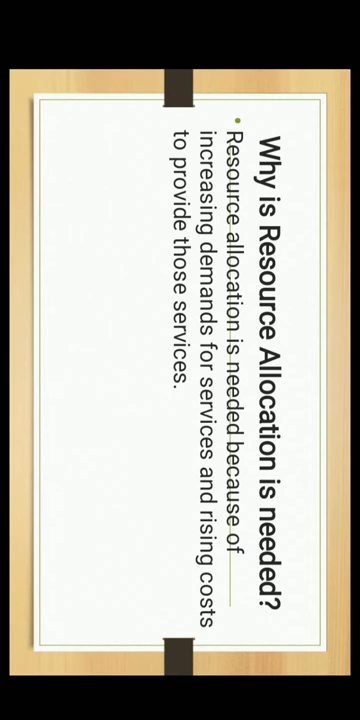 Why is Resource Allocation is needed?
• Resource allocation is needed because of
increasing demands for services and rising costs
to provide those services.